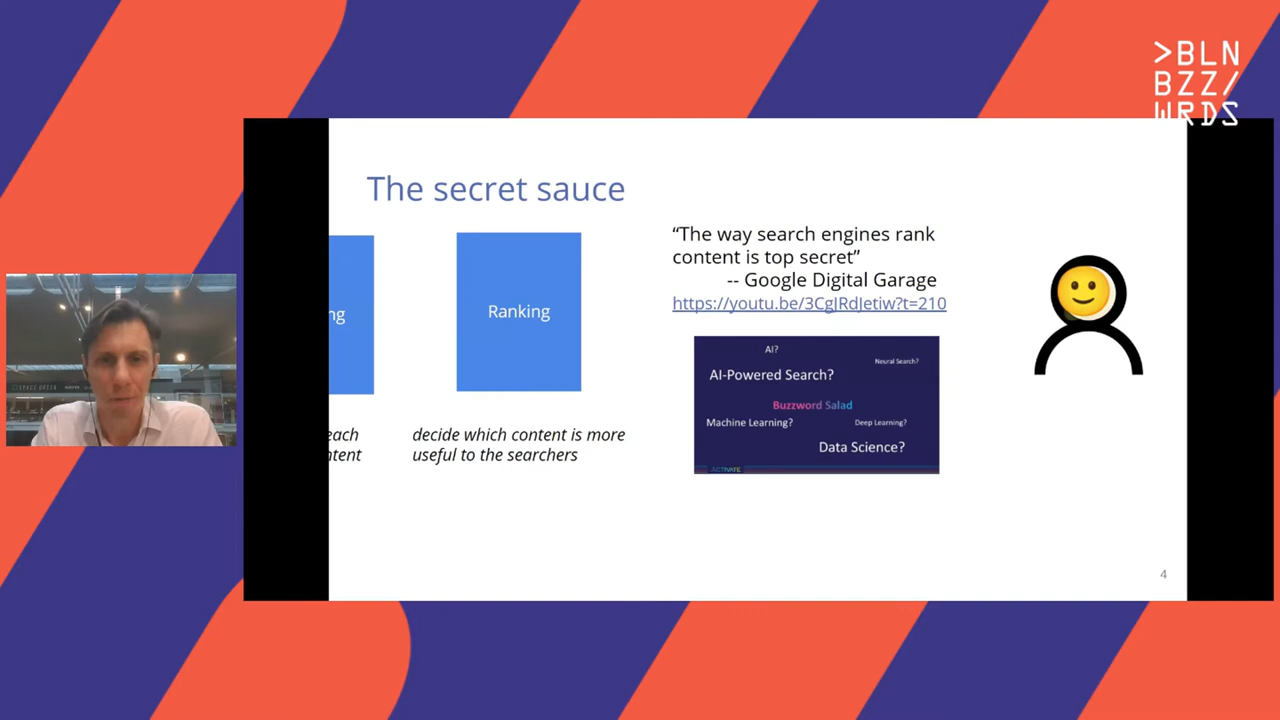 >BLN
BZZ/
WRDS
The secret sauce
ng
Ranking
each
ntent
decide which content is more
useful to the searchers
“The way search engines rank
content is top secret”
-- Google Digital Garage
https://youtu.be/3CgJRdJetiw?t=210
AI?
Neural Search?
AI-Powered Search?
Buzzword Salad
Machine Learning?
Deep Learning?
Data Science?
ACTIVATE
4